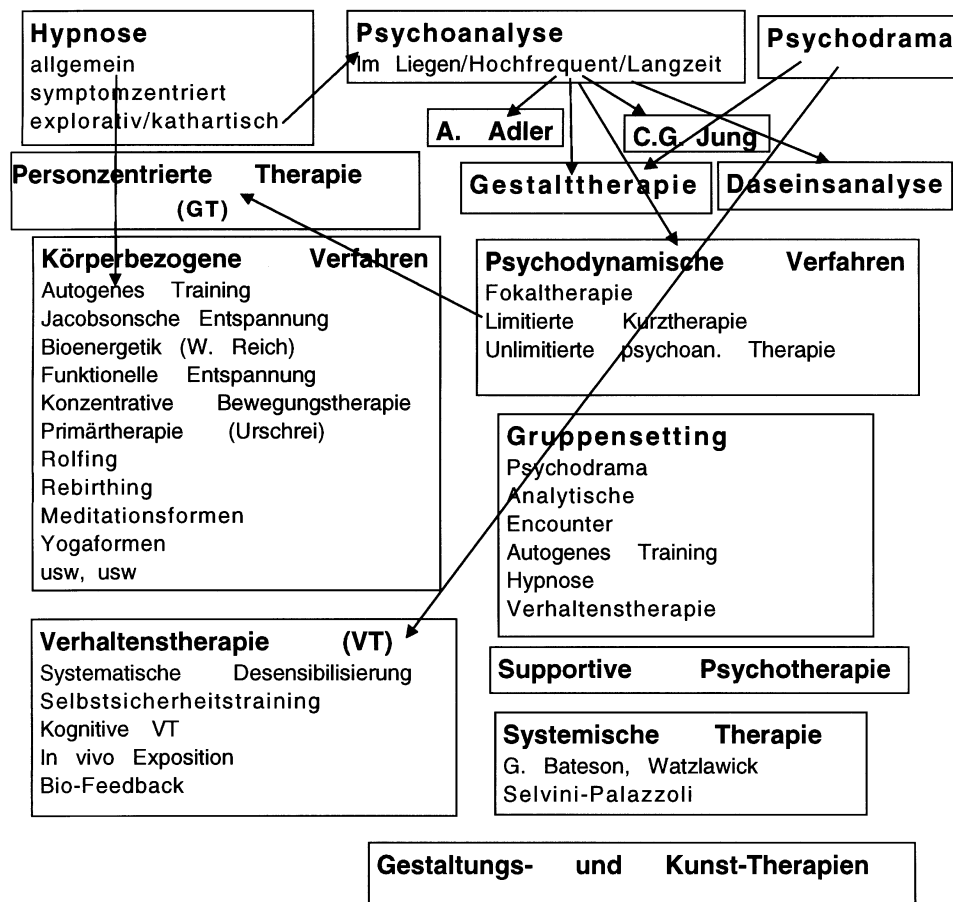 Hypnose
allgemein
symptomzentriert
explorativ/kathartisch
Psychoanalyse
Im Liegen/Hochfrequent/Langzeit
Psychodrama
A. Adler
C.G. Jung
Personzentrierte Therapie
(GT)
Gestalttherapie
Daseinsanalyse
Körperbezogene Verfahren
Autogenes Training
Jacobsonsche Entspannung
Bioenergetik (W. Reich)
Funktionelle Entspannung
Konzentrative Bewegungstherapie
Primärtherapie (Urschrei)
Rolfing
Rebirthing
Meditationsformen
Yogaformen
usw, usw
Psychodynamische Verfahren
Fokaltherapie
Limitierte Kurztherapie
Unlimitierte psychoan. Therapie
Gruppensetting
Psychodrama
Analytische
Encounter
Autogenes Training
Hypnose
Verhaltenstherapie
Verhaltenstherapie (VT)
Systematische Desensibilisierung
Selbstsicherheitstraining
Kognitive VT
In vivo Exposition
Bio-Feedback
Supportive Psychotherapie
Systemische Therapie
G. Bateson, Watzlawick
Selvini-Palazzoli
Gestaltungs- und Kunst-Therapien